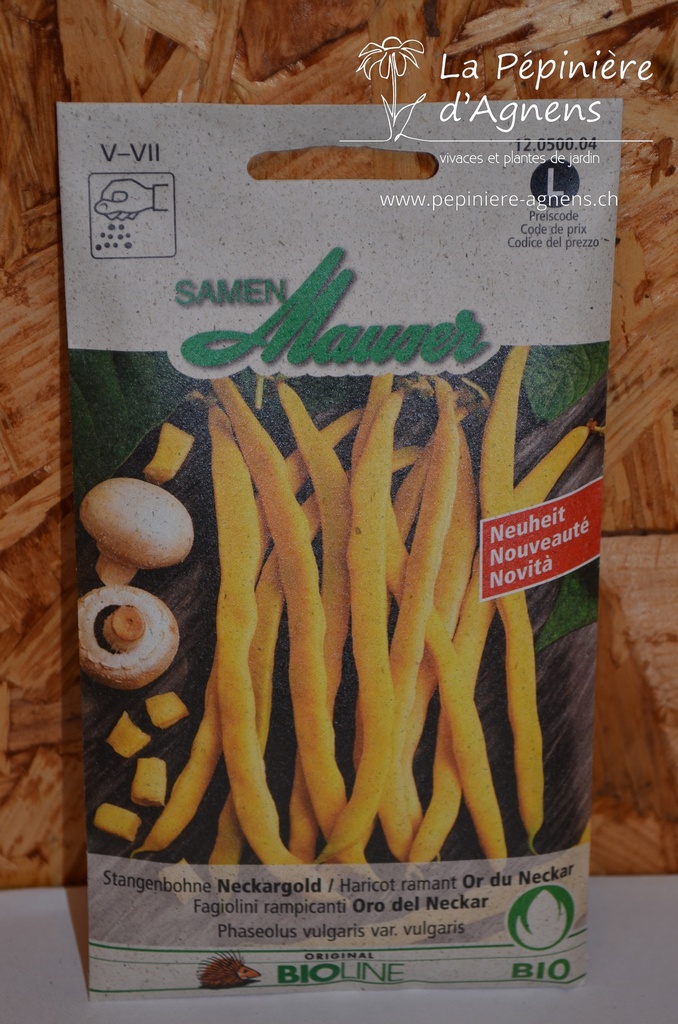 La Pépinière
d'Agnens
vivaces et plantes de jardin
www.pepiniere-agnens.ch
V–VII
12.0500.04
L
Preiscode
Code de prix
Codice del prezzo
SAMEN
Mauser
Neuheit
Nouveauté
Novità
Stangenbohne Neckargold / Haricot ramant Or du Neckar
Fagiolini rampicanti Oro del Neckar
Phaseolus vulgaris var. vulgaris
ORIGINAL
BIOLINE
BIO